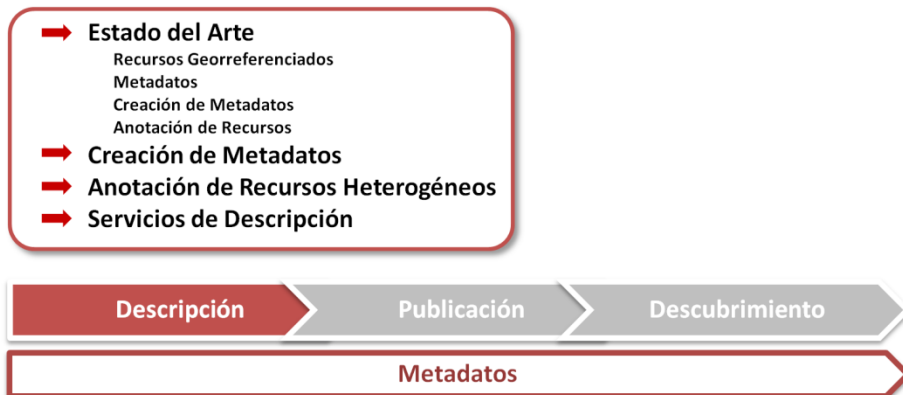 Estado del Arte
Recursos Georreferenciados
Metadatos
Creación de Metadatos
Anotación de Recursos
Creación de Metadatos
Anotación de Recursos Heterogéneos
Servicios de Descripción
Descripción Publicación Descubrimiento
Metadatos